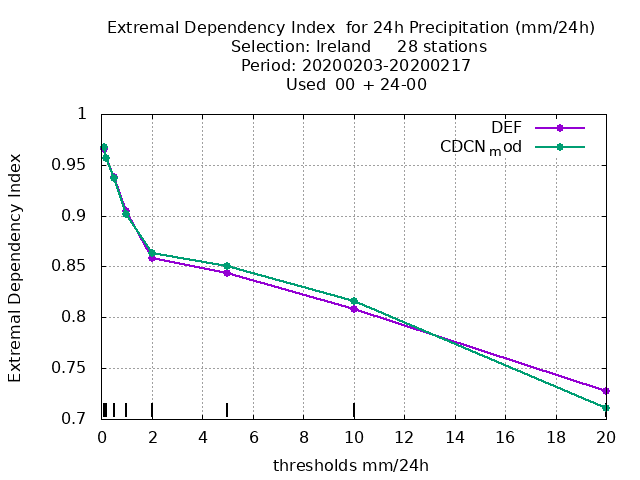 Extremal Dependency Index  for 24h Precipitation (mm/24h)
Selection: Ireland     28 stations
Period: 20200203-20200217
Used  00 + 24-00
DEF
CDCNmod
1
0.95
0.9
0.85
0.8
0.75
0.7
0 2 4 6 8 10 12 14 16 18 20
Extremal Dependency Index
thresholds mm/24h